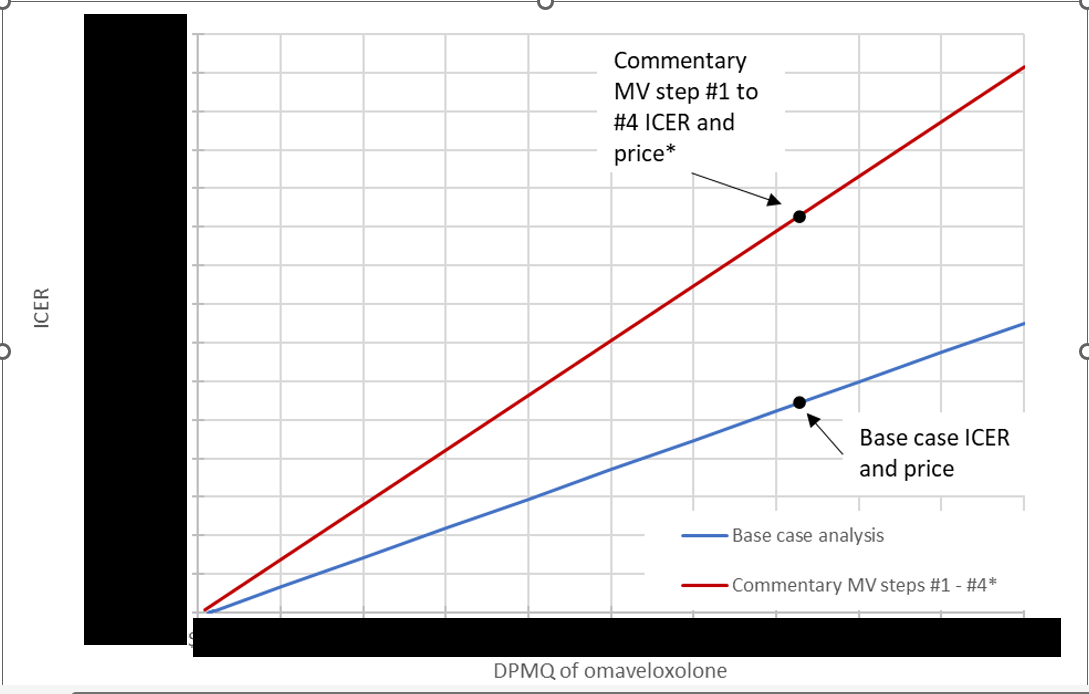 Commentary
MV step #1 to
#4 ICER and
price*
ICER
Base case ICER
and price
Base case analysis
Commentary MV steps #1 - #4*
$
DPMQ of omaveloxolone